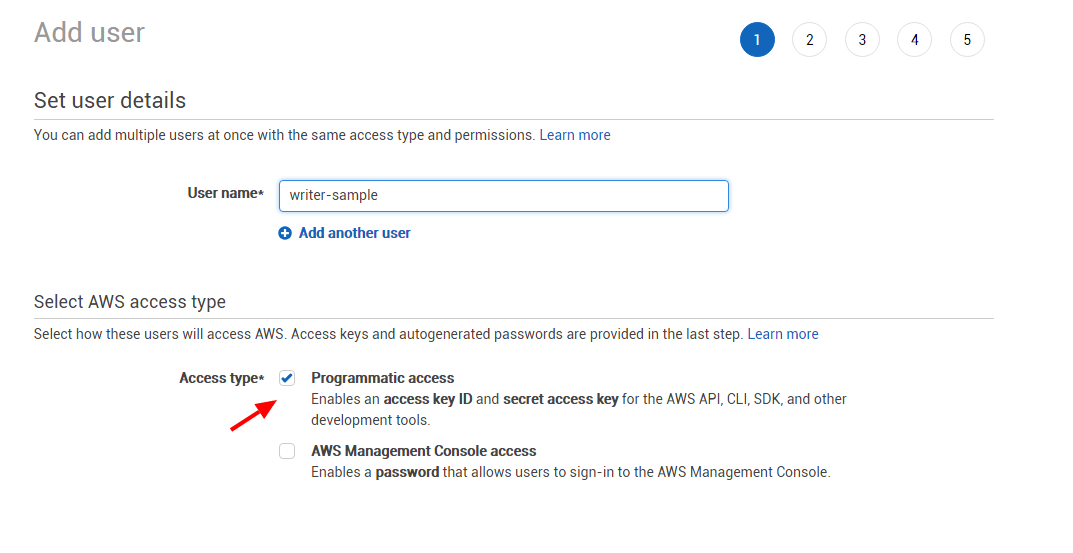 Add user
1 2 3 4 5
Set user details
You can add multiple users at once with the same access type and permissions. Learn more
User name*
writer-sample
Add another user
Select AWS access type
Select how these users will access AWS. Access keys and autogenerated passwords are provided in the last step. Learn more
Access type*
Programmatic access
Enables an access key ID and secret access key for the AWS API, CLI, SDK, and other
development tools.
AWS Management Console access
Enables a password that allows users to sign-in to the AWS Management Console.